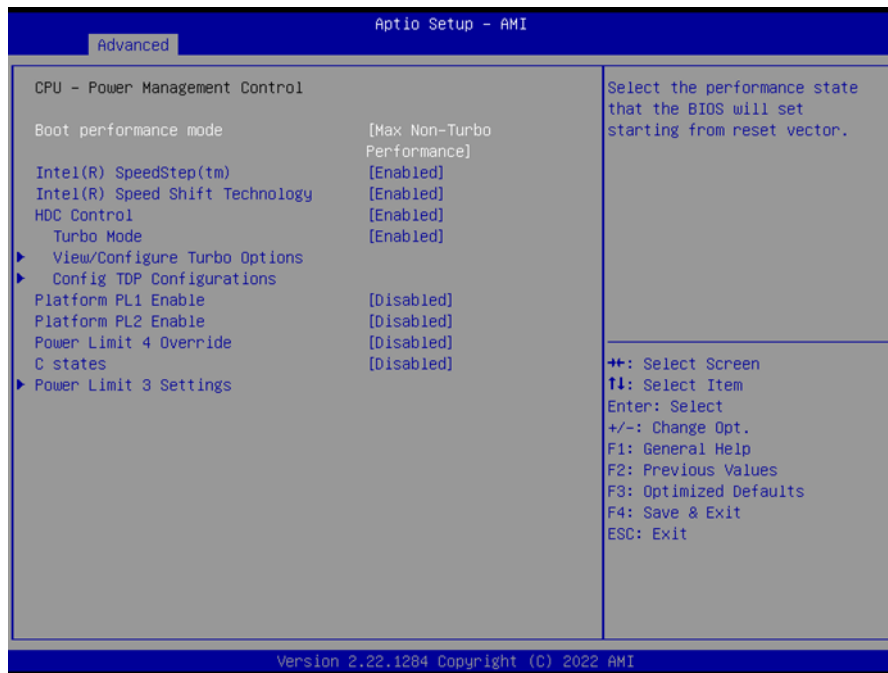 Aptio Setup – AMI
Advanced
CPU – Power Management Control
Boot performance mode [Max Non-Turbo
Performance]
Intel(R) SpeedStep(tm) [Enabled]
Intel(R) Speed Shift Technology [Enabled]
HDC Control [Enabled]
Turbo Mode [Enabled]
View/Configure Turbo Options
Config TDP Configurations
Platform PL1 Enable [Disabled]
Platform PL2 Enable [Disabled]
Power Limit 4 Override [Disabled]
C states [Disabled]
Power Limit 3 Settings
Select the performance state
that the BIOS will set
starting from reset vector.
→←: Select Screen
↑↓: Select Item
Enter: Select
+/-: Change Opt.
F1: General Help
F2: Previous Values
F3: Optimized Defaults
F4: Save & Exit
ESC: Exit
Version 2.22.1284 Copyright (C) 2022 AMI